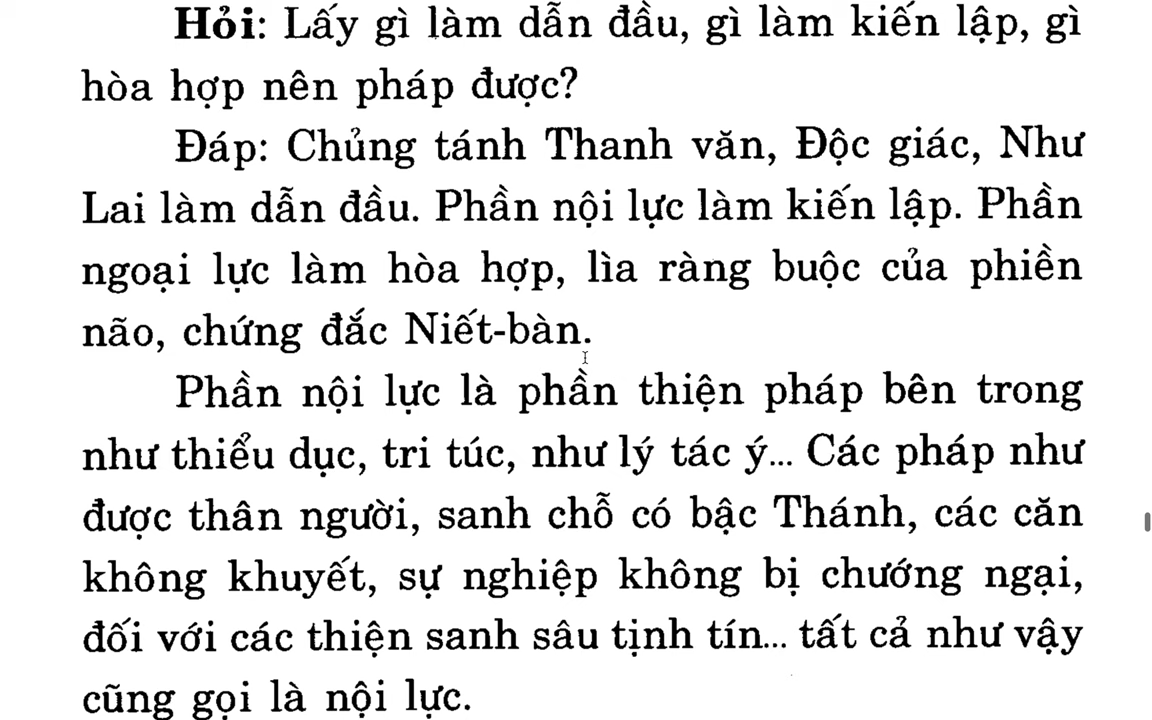 Hỏi: Lấy gì làm dẫn đầu, gì làm kiến lập, gì
hòa hợp nên pháp được?
Đáp: Chủng tánh Thanh văn, Độc giác, Như
Lai làm dẫn đầu. Phần nội lực làm kiến lập. Phần
ngoại lực làm hòa hợp, lìa ràng buộc của phiền
não, chứng đắc Niết-bàn.
Phần nội lực là phần thiện pháp bên trong
như thiểu dục, tri túc, như lý tác ý... Các pháp như
được thân người, sanh chỗ có bậc Thánh, các căn
không khuyết, sự nghiệp không bị chướng ngại,
đối với các thiện sanh sâu tịnh tín... tất cả như vậy
cũng gọi là nội lực.